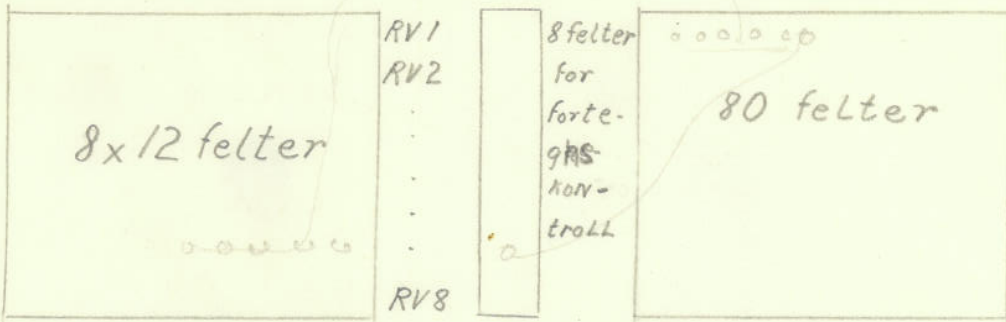 8x12 felter
RV1
RV2
.
.
.
.
.
RV8
8 felter
for
forte-
gns-
kon-
troll
80 felter